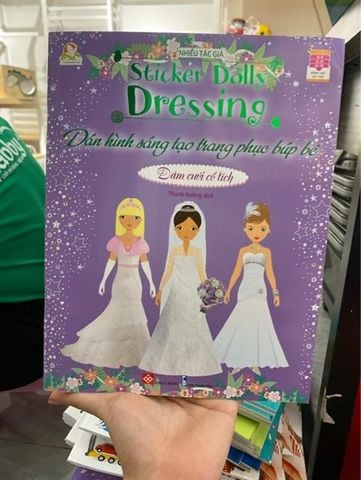 NHIỀU TÁC GIẢ
Sticker Dolly
Dressing
Dán hình sáng tạo trang phục búp bê
Đám cưới cổ tích
Thanh Hương dịch